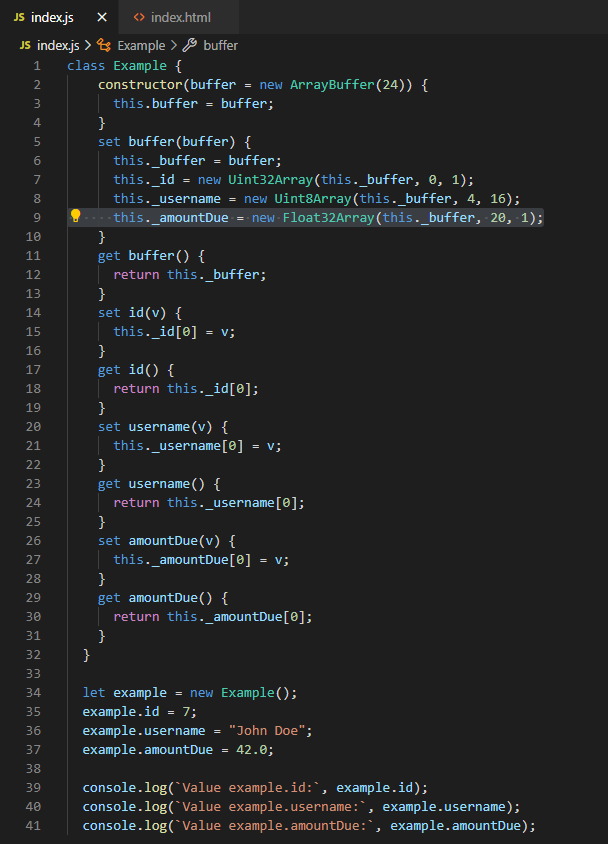 JS index.js × <> index.html
JS index.js > Example > buffer
1 class Example {
2 constructor(buffer = new ArrayBuffer(24)) {
3 this.buffer = buffer;
4 }
5 set buffer(buffer) {
6 this._buffer = buffer;
7 this._id = new Uint32Array(this._buffer, 0, 1);
8 this._username = new Uint8Array(this._buffer, 4, 16);
9 ····this._amountDue = new Float32Array(this._buffer, 20, 1);
10 }
11 get buffer() {
12 return this._buffer;
13 }
14 set id(v) {
15 this._id[0] = v;
16 }
17 get id() {
18 return this._id[0];
19 }
20 set username(v) {
21 this._username[0] = v;
22 }
23 get username() {
24 return this._username[0];
25 }
26 set amountDue(v) {
27 this._amountDue[0] = v;
28 }
29 get amountDue() {
30 return this._amountDue[0];
31 }
32 }
33
34 let example = new Example();
35 example.id = 7;
36 example.username = "John Doe";
37 example.amountDue = 42.0;
38
39 console.log(`Value example.id:`, example.id);
40 console.log(`Value example.username:`, example.username);
41 console.log(`Value example.amountDue:`, example.amountDue);